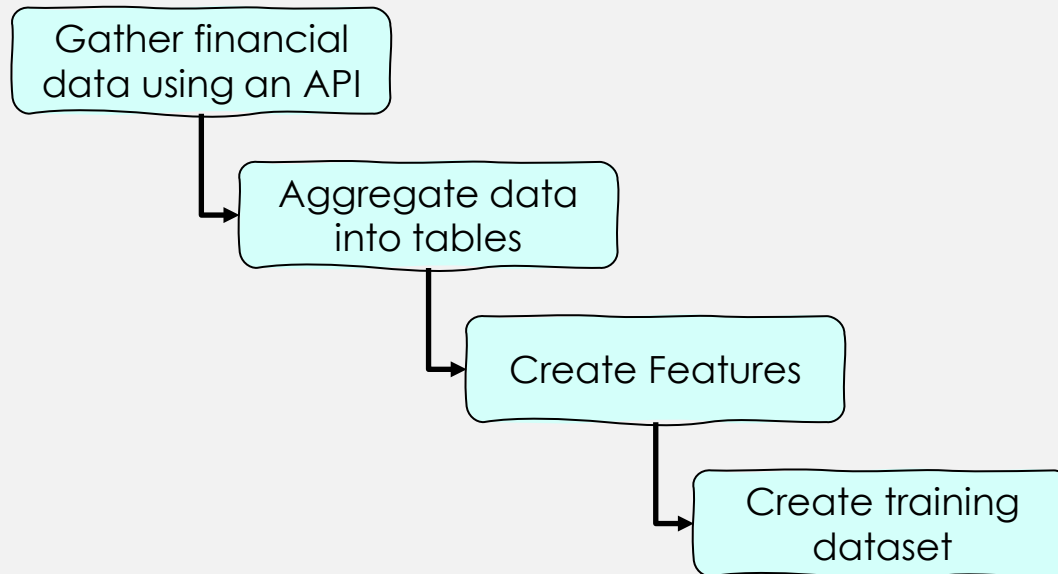 Gather financial
data using an API
Aggregate data
into tables
Create Features
Create training
dataset